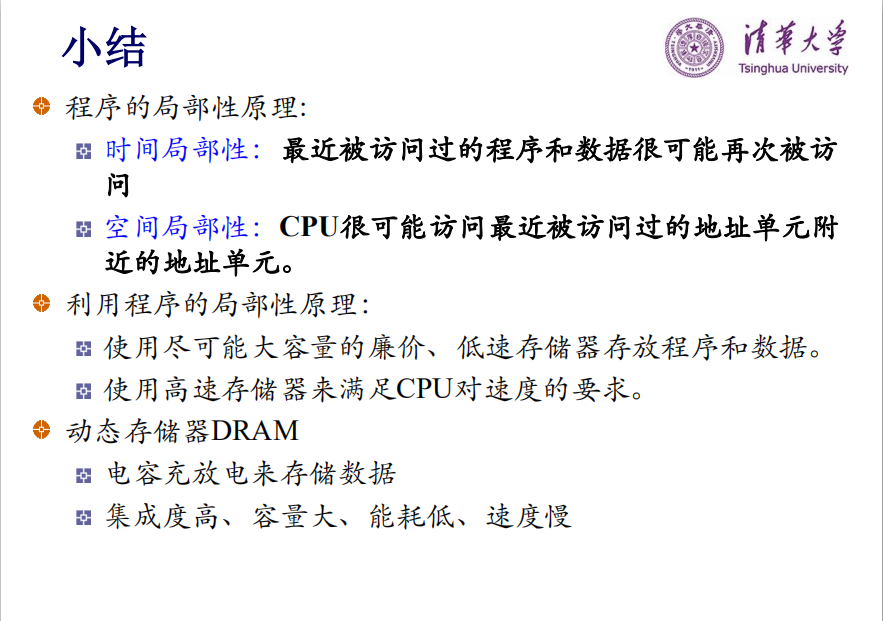 小结
清华大学
Tsinghua University
程序的局部性原理:
时间局部性： 最近被访问过的程序和数据很可能再次被访
问
空间局部性： CPU很可能访问最近被访问过的地址单元附
近的地址单元。
利用程序的局部性原理：
使用尽可能大容量的廉价、低速存储器存放程序和数据。
使用高速存储器来满足CPU对速度的要求。
动态存储器DRAM
电容充放电来存储数据
集成度高、容量大、能耗低、速度慢